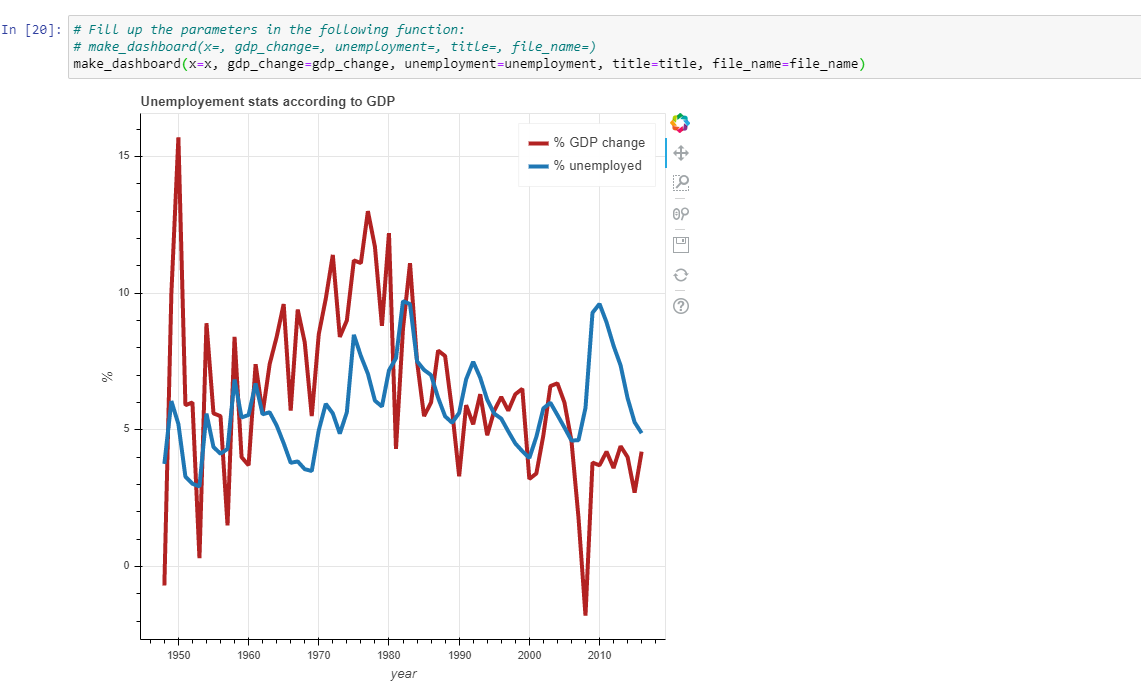 In [20]:
# Fill up the parameters in the following function:
# make_dashboard(x=, gdp_change=, unemployment=, title=, file_name=)
make_dashboard(x=x, gdp_change=gdp_change, unemployment=unemployment, title=title, file_name=file_name)
Unemployement stats according to GDP
% GDP change
% unemployed
15
10
5
0
%
1950 1960 1970 1980 1990 2000 2010
year